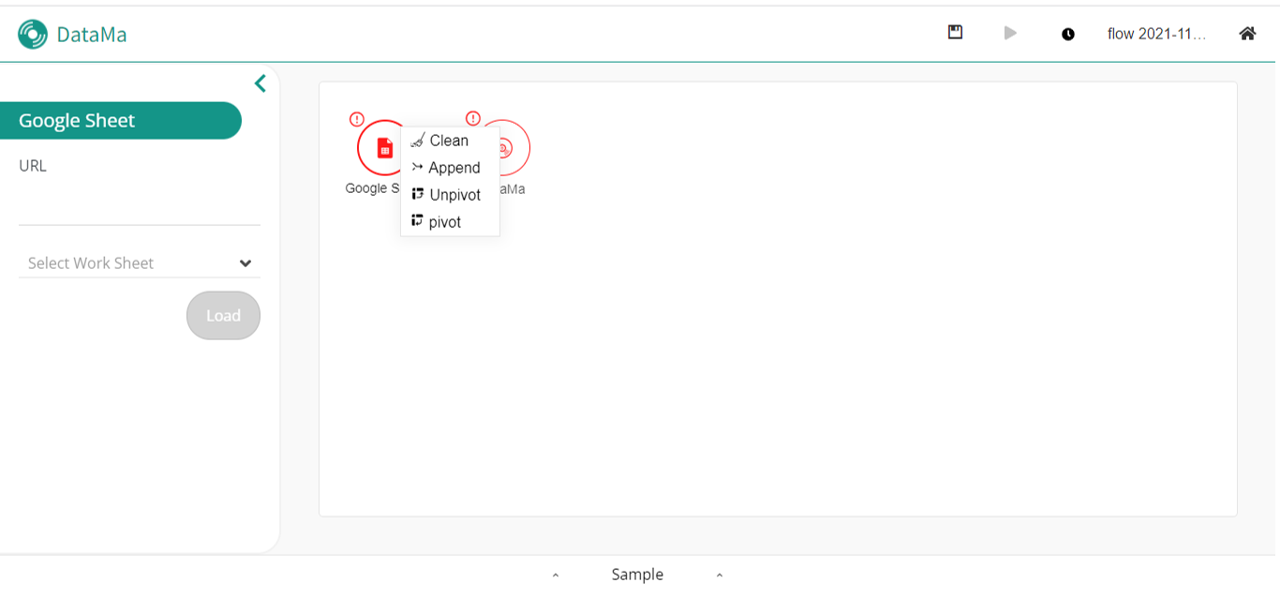 DataMa
flow 2021-11...
Google Sheet
URL
Select Work Sheet
Load
Clean
Append
Unpivot
pivot
Google S
aMa
Sample